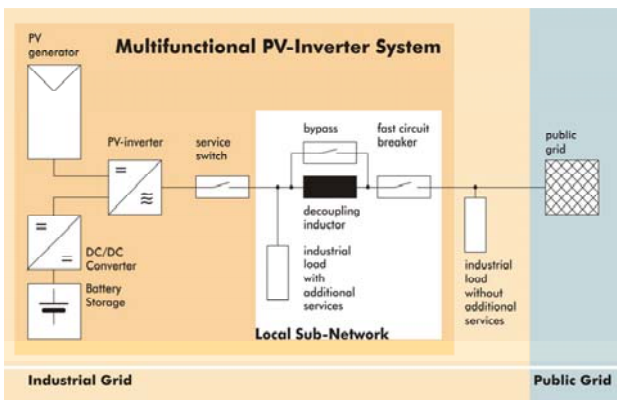 PV
generator
Multifunctional PV-Inverter System
PV-inverter
service
switch
bypass
fast circuit
breaker
public
grid
decoupling
inductor
DC/DC
Converter
Battery
Storage
industrial
load
with
additional
services
industrial
load
without
additional
services
Local Sub-Network
Industrial Grid
Public Grid